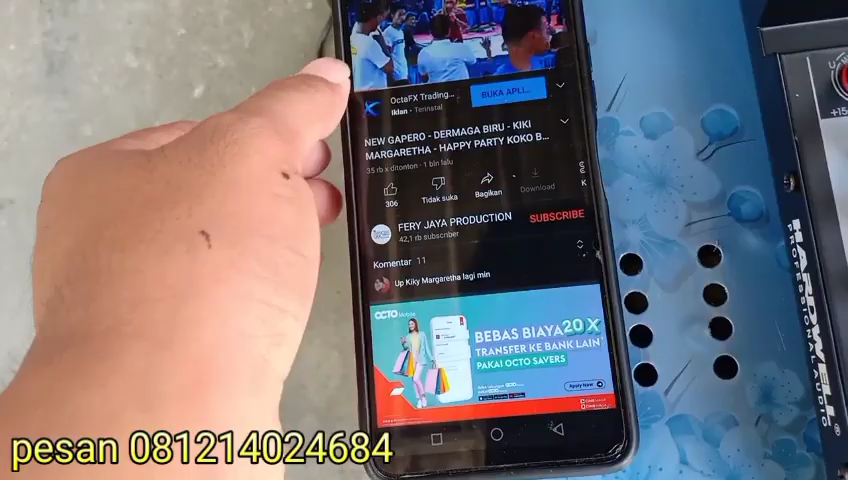 OctaFX Trading...
Iklan · Terinstal
BUKA APLI...
NEW GAPERO - DERMAGA BIRU - KIKI
MARGARETHA - HAPPY PARTY KOKO B...
35 rb x ditonton · 1 bln lalu
306
Tidak suka
Bagikan
Download
K
FERY JAYA PRODUCTION
42,1 rb subscriber
SUBSCRIBE
Komentar 11
Up Kiky Margaretha lagi min
OCTO Mobile
BEBAS BIAYA 20 X
TRANSFER KE BANK LAIN
PAKAI OCTO SAVERS
Apply Now
CIMB NIAGA
+15
HARDWELL
PROFESSIONAL AUDIO
pesan 081214024684